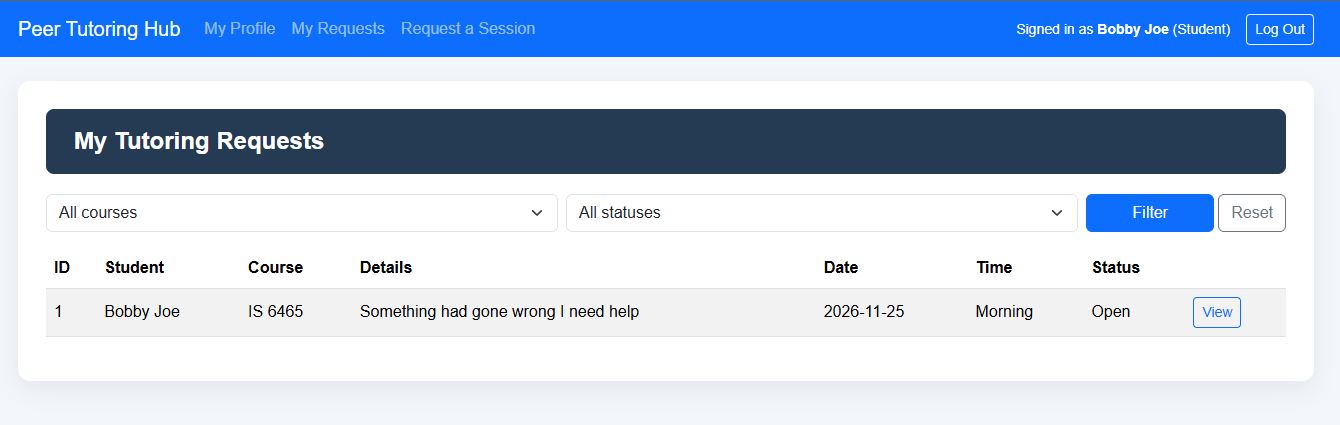 Peer Tutoring Hub My Profile My Requests Request a Session Signed in as Bobby Joe (Student) Log Out
My Tutoring Requests
All courses All statuses Filter Reset
ID Student Course Details Date Time Status
1 Bobby Joe IS 6465 Something had gone wrong I need help 2026-11-25 Morning Open View